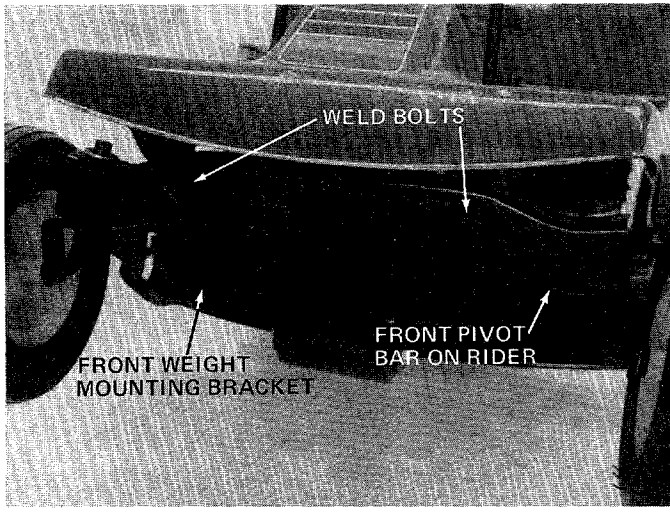 WELD BOLTS
FRONT PIVOT
BAR ON RIDER
FRONT WEIGHT
MOUNTING BRACKET